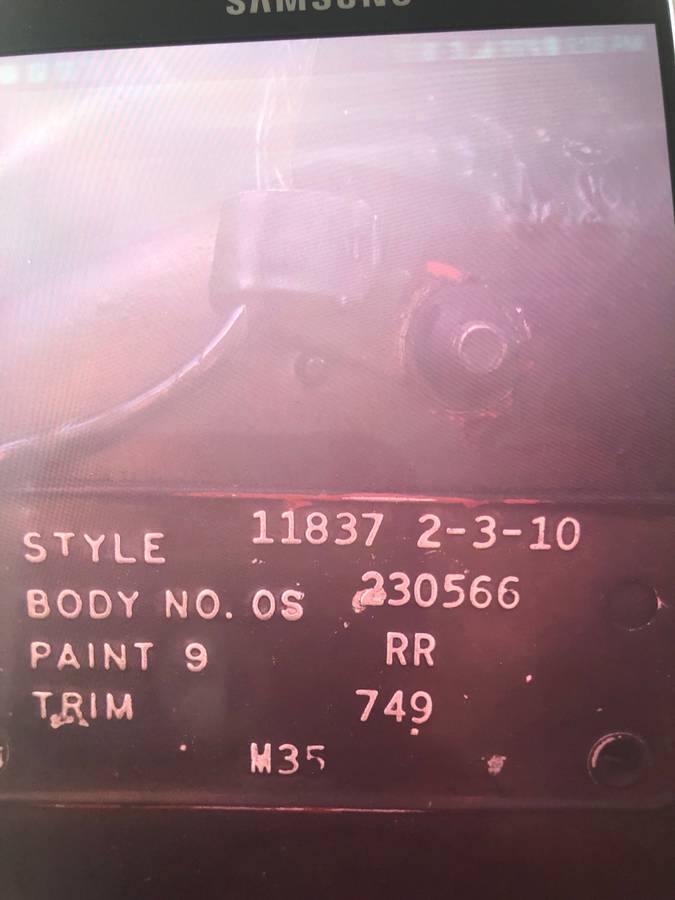 SAMSUNG
STYLE 11837 2-3-10
BODY NO. OS 230566
PAINT 9 RR
TRIM 749
M35